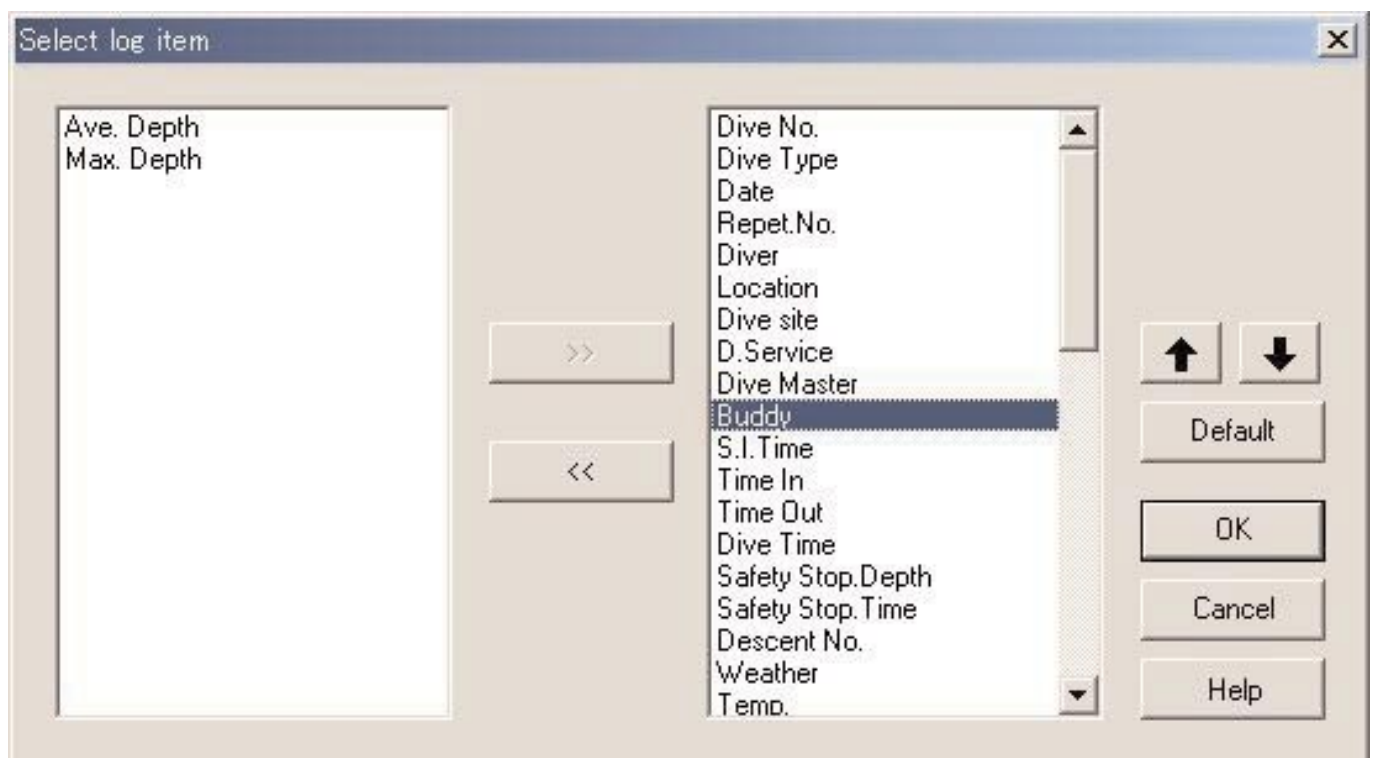 Select log item
Ave. Depth
Max. Depth
>>
<<
Dive No.
Dive Type
Date
Repet.No.
Diver
Location
Dive site
D.Service
Dive Master
Buddy
S.I.Time
Time In
Time Out
Dive Time
Safety Stop.Depth
Safety Stop.Time
Descent No.
Weather
Temp.
Default
OK
Cancel
Help